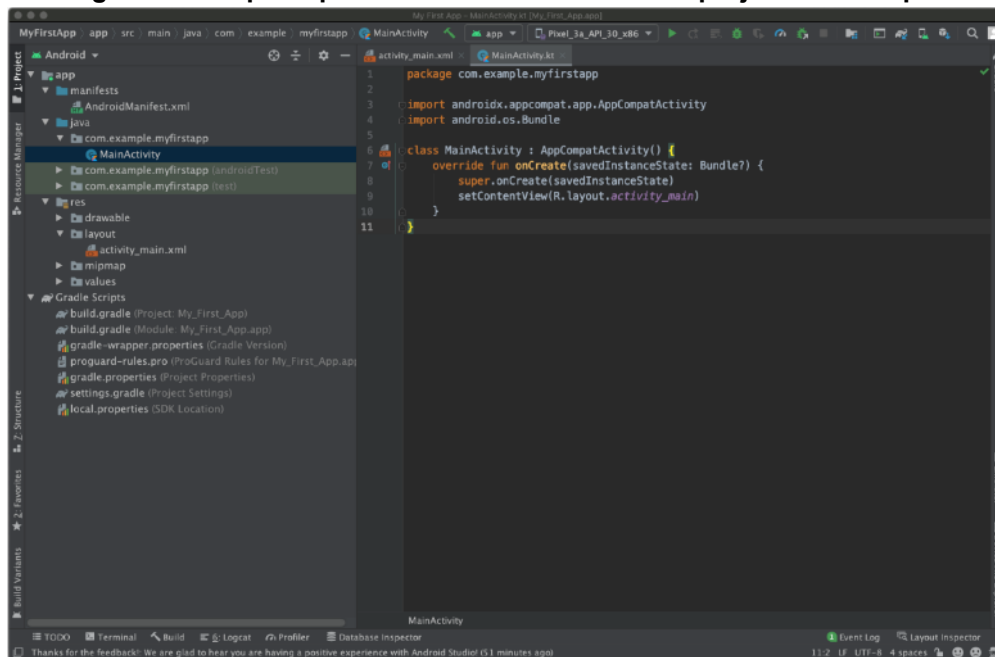 My First App - MainActivity.kt [My_First_App.app]
MyFirstApp app src main java com example myfirstapp MainActivity app Pixel_3a_API_30_x86
1: Project
Resource Manager
Z: Structure
2: Favorites
Build Variants
Android
app
manifests
AndroidManifest.xml
java
com.example.myfirstapp
MainActivity
com.example.myfirstapp (androidTest)
com.example.myfirstapp (test)
res
drawable
layout
activity_main.xml
mipmap
values
Gradle Scripts
build.gradle (Project: My_First_App)
build.gradle (Module: My_First_App.app)
gradle-wrapper.properties (Gradle Version)
proguard-rules.pro (ProGuard Rules for My_First_App.app
gradle.properties (Project Properties)
settings.gradle (Project Settings)
local.properties (SDK Location)
activity_main.xml MainActivity.kt
1 package com.example.myfirstapp
2
3 import androidx.appcompat.app.AppCompatActivity
4 import android.os.Bundle
5
6 class MainActivity : AppCompatActivity() {
7 override fun onCreate(savedInstanceState: Bundle?) {
8 super.onCreate(savedInstanceState)
9 setContentView(R.layout.activity_main)
10 }
11 }
MainActivity
TODO Terminal Build 6: Logcat Profiler Database Inspector 1 Event Log Layout Inspector
Thanks for the feedback! We are glad to hear you are having a positive experience with Android Studio! (51 minutes ago) 11:2 LF UTF-8 4 spaces